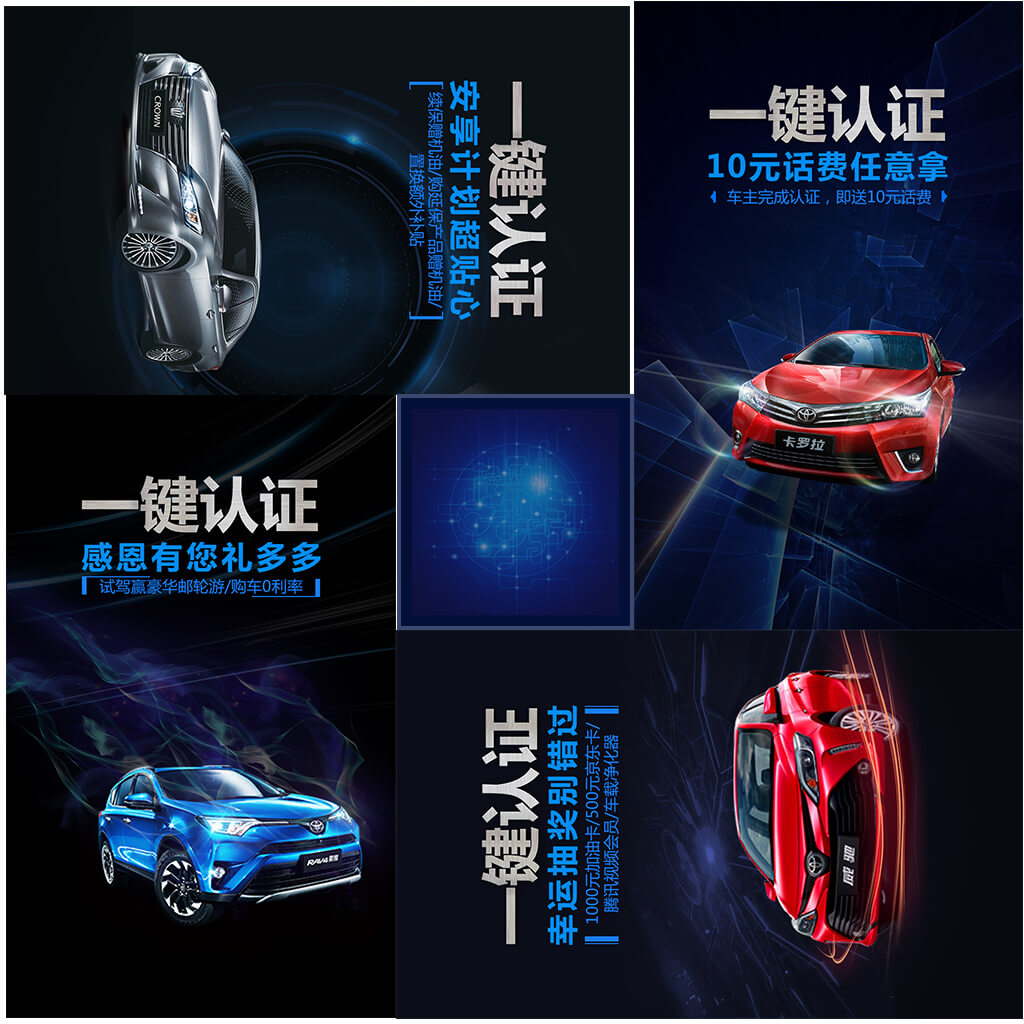 一键认证
安享计划超贴心
续保赠机油/购延保产品赠机油/
置换额外补贴
CROWN
一键认证
10元话费任意拿
车主完成认证，即送10元话费
卡罗拉
一键认证
感恩有您礼多多
试驾赢豪华邮轮游/购车0利率
RAV4荣放
一键认证
幸运抽奖别错过
1000元加油卡/500元京东卡/
腾讯视频会员/车载净化器
威驰